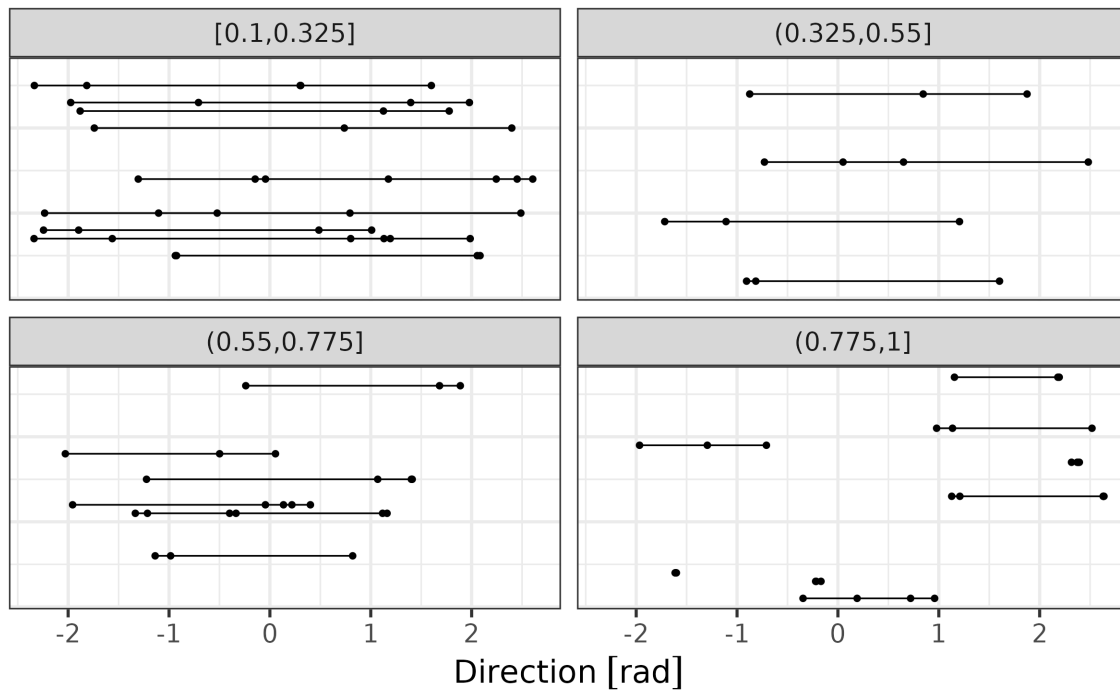 [0.1,0.325] (0.325,0.55]
(0.55,0.775] (0.775,1]
-2 -1 0 1 2 -2 -1 0 1 2
Direction [rad]